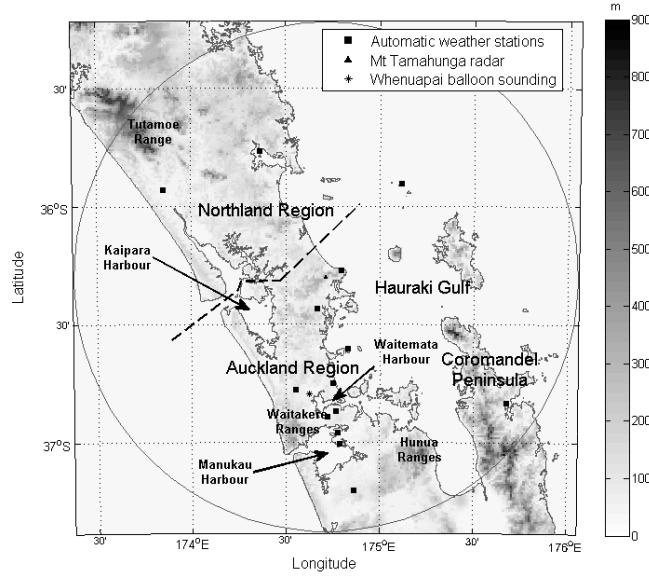 m
900
800
700
600
500
400
300
200
100
0
Automatic weather stations
Mt Tamahunga radar
Whenuapai balloon sounding
30'
Tutamoe
Range
36°S
Northland Region
Kaipara
Harbour
Hauraki Gulf
Latitude
30'
Auckland Region
Waitemata
Harbour
Coromandel
Peninsula
Waitakere
Ranges
37°S
Hunua
Ranges
Manukau
Harbour
30'
174°E
30'
175°E
30'
176°E
Longitude